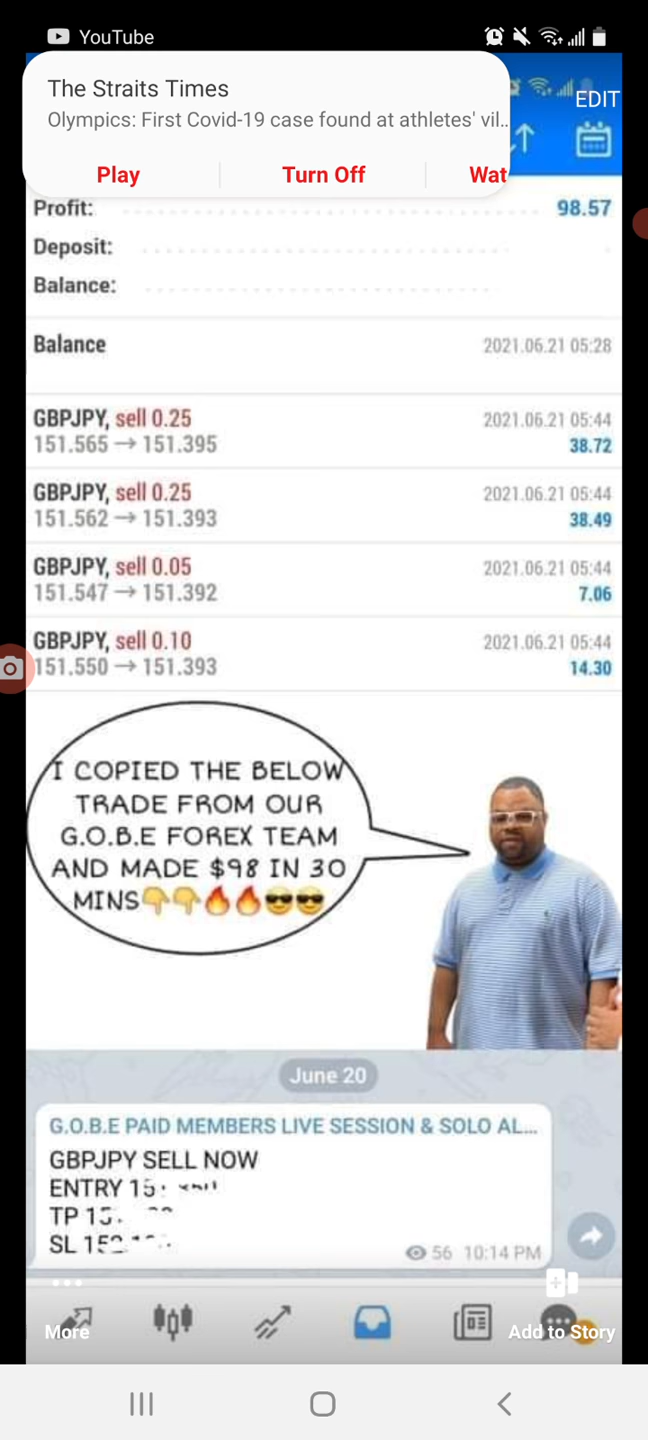 YouTube
The Straits Times
Olympics: First Covid-19 case found at athletes' vil...
EDIT
Play
Turn Off
Wat
Profit:
98.57
Deposit:
Balance:
Balance
2021.06.21 05:28
GBPJPY, sell 0.25
2021.06.21 05:44
151.565 → 151.395
38.72
GBPJPY, sell 0.25
2021.06.21 05:44
151.562 → 151.393
38.49
GBPJPY, sell 0.05
2021.06.21 05:44
151.547 → 151.392
7.06
GBPJPY, sell 0.10
2021.06.21 05:44
151.550 → 151.393
14.30
I COPIED THE BELOW
TRADE FROM OUR
G.O.B.E FOREX TEAM
AND MADE $98 IN 30
MINS👇👇🔥🔥😎😎
June 20
G.O.B.E PAID MEMBERS LIVE SESSION & SOLO AL...
GBPJPY SELL NOW
ENTRY
TP
SL
56 10:14 PM
More
Add to Story